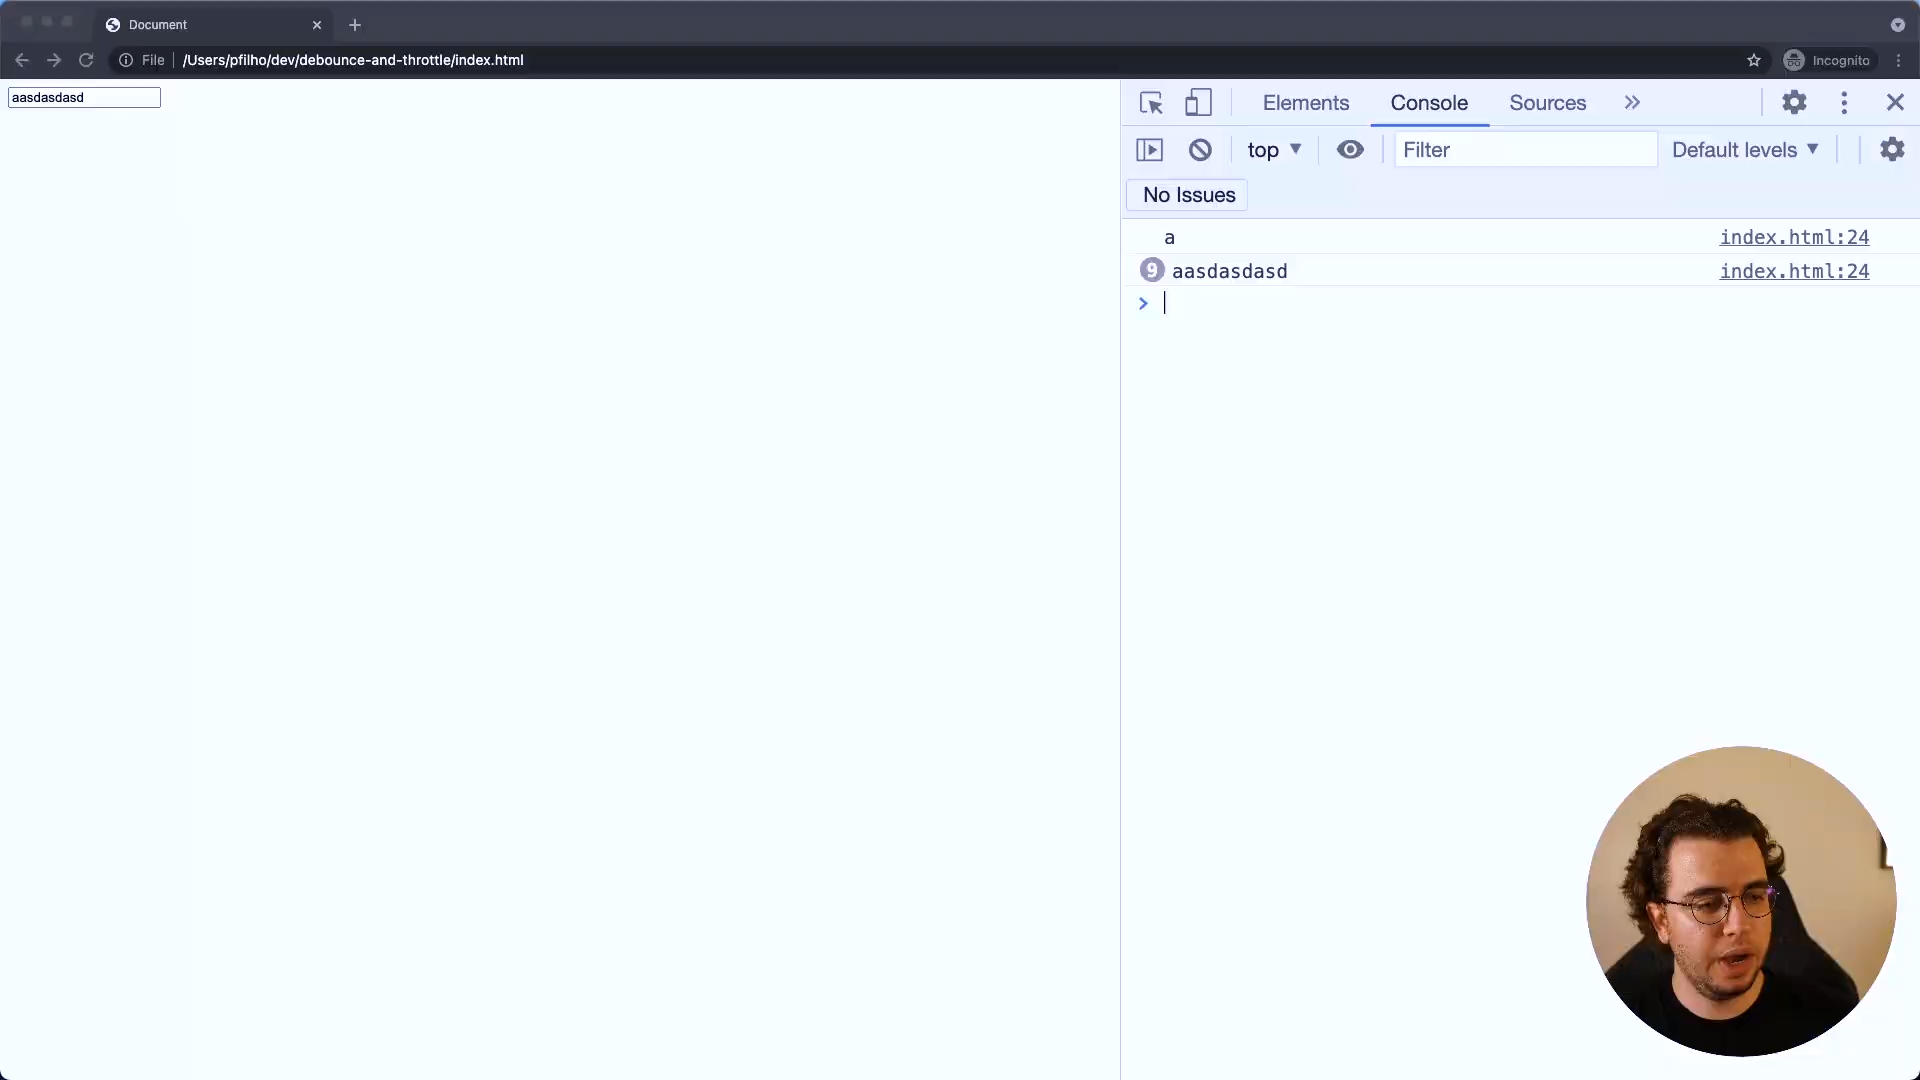 Document
File
/Users/pfilho/dev/debounce-and-throttle/index.html
Incognito
aasdasdasd
Elements
Console
Sources
top
Filter
Default levels
No Issues
a
index.html:24
9
aasdasdasd
index.html:24